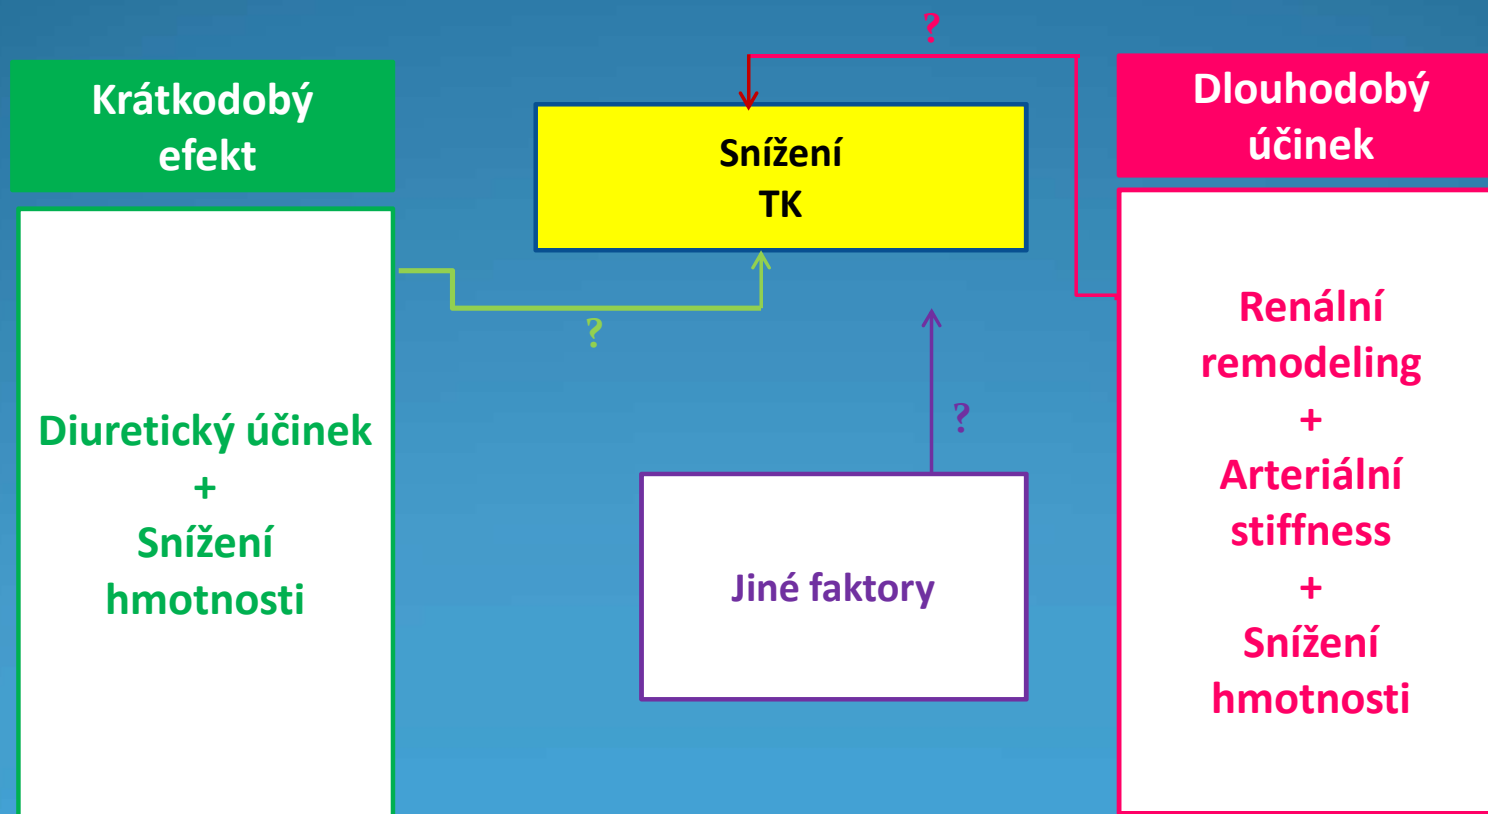 Krátkodobý
efekt
Diuretický účinek
+
Snížení
hmotnosti
?
Snížení
TK
?
?
Jiné faktory
Dlouhodobý
účinek
Renální
remodeling
+
Arteriální
stiffness
+
Snížení
hmotnosti